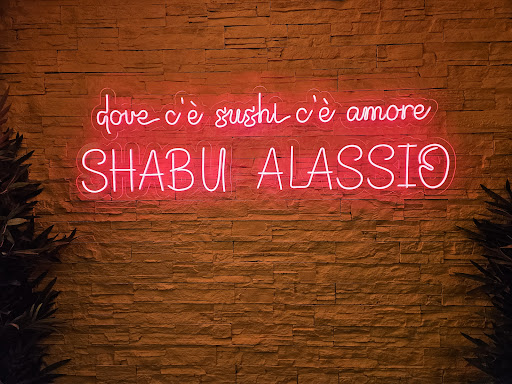 dove c'è sushi c'è amore
SHABU ALASSIO